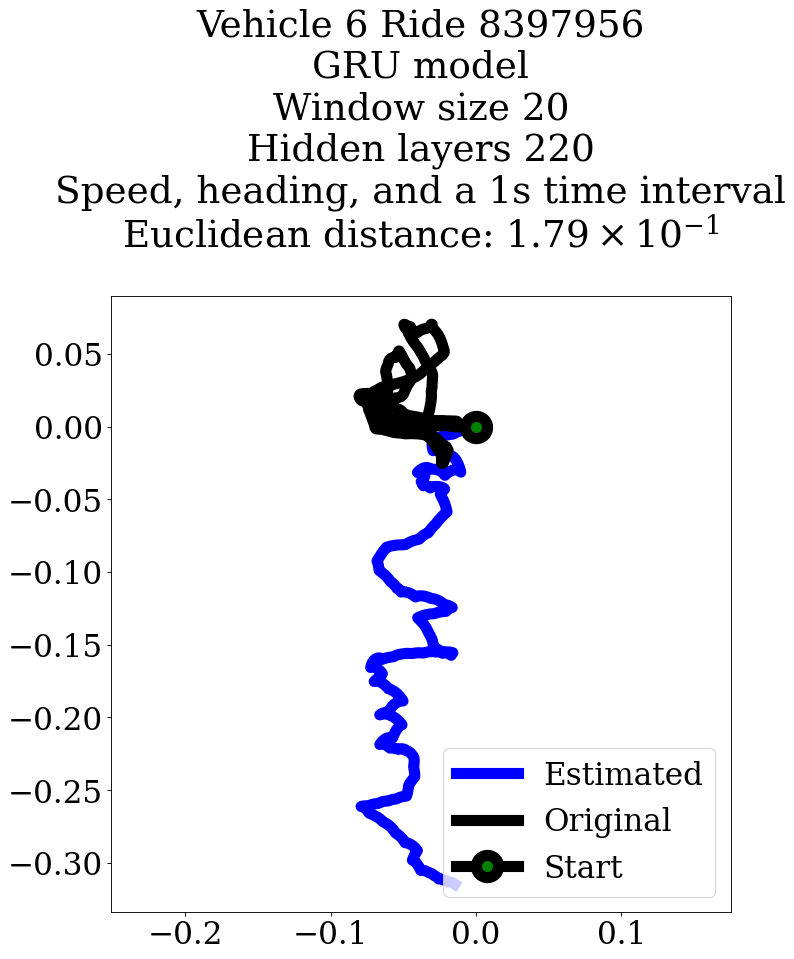 Vehicle 6 Ride 8397956
GRU model
Window size 20
Hidden layers 220
Speed, heading, and a 1s time interval
Euclidean distance: 1.79 × 10⁻¹
0.05
0.00
−0.05
−0.10
−0.15
−0.20
−0.25
−0.30
Estimated
Original
Start
−0.2
−0.1
0.0
0.1